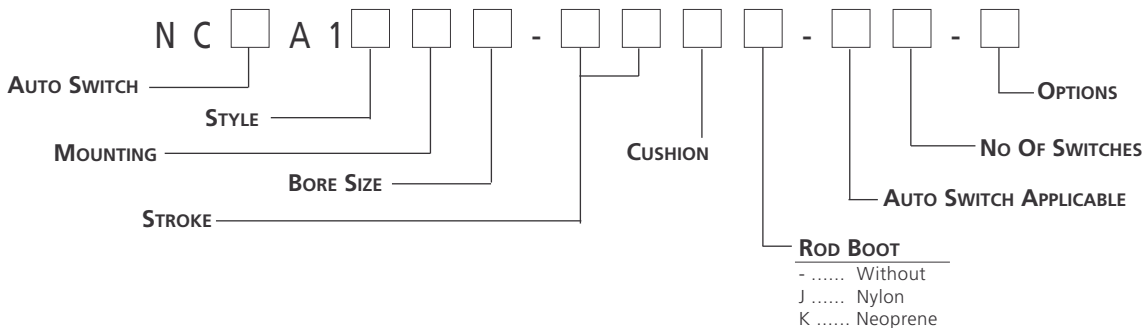 N C □ A 1 □ □ □ - □ □ □ □ - □ □ - □
AUTO SWITCH
OPTIONS
STYLE
MOUNTING
CUSHION
NO OF SWITCHES
BORE SIZE
AUTO SWITCH APPLICABLE
STROKE
ROD BOOT
- ...... Without
J ...... Nylon
K ...... Neoprene